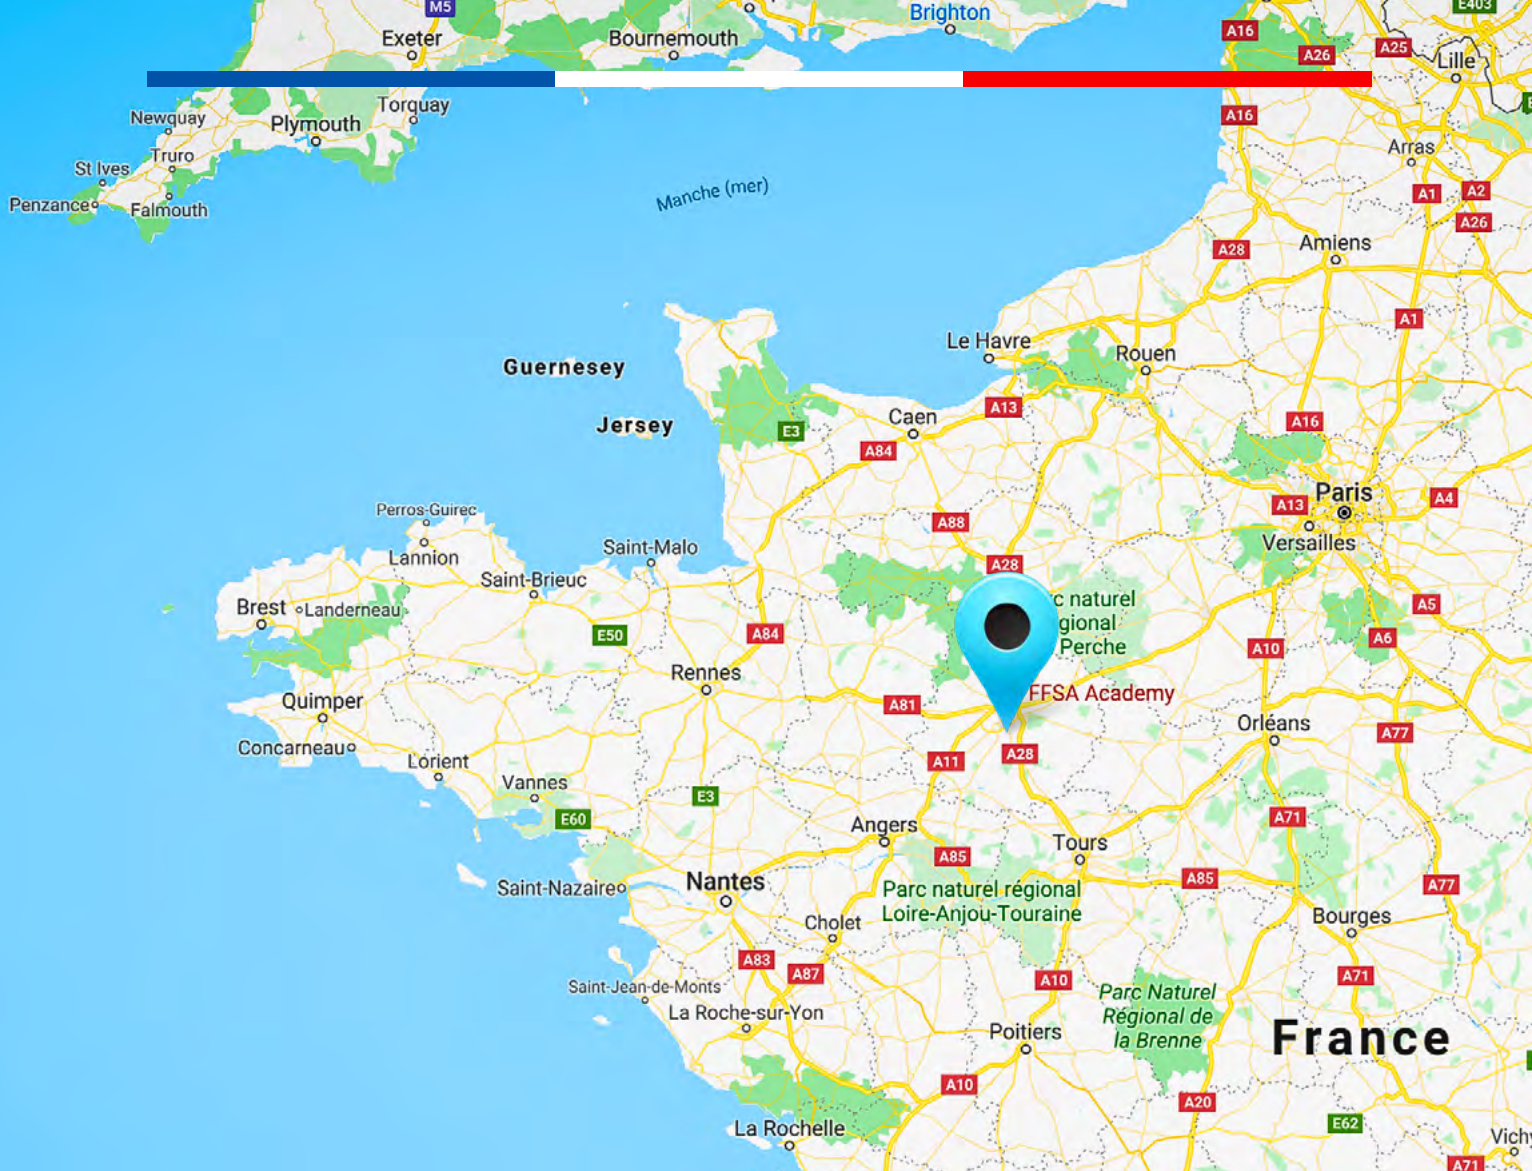 M5
Exeter
Bournemouth
Brighton
A16
A26
A25
E403
Lille
Newquay
Plymouth
Torquay
A16
Truro
St Ives
Arras
Penzance
Falmouth
Manche (mer)
A1
A2
A26
Amiens
A28
A1
Le Havre
Rouen
Guernesey
Jersey
Caen
A13
E3
A84
A16
Paris
A13
A4
Versailles
Perros-Guirec
Lannion
Saint-Malo
Saint-Brieuc
A88
A28
Brest
Landerneau
c naturel
gional
Perche
A5
E50
A84
A10
A6
Rennes
FFSA Academy
Quimper
A81
Orléans
A77
Concarneau
Lorient
A11
A28
Vannes
E3
E60
A71
Angers
Tours
A85
A85
A77
Saint-Nazaire
Nantes
Parc naturel régional
Loire-Anjou-Touraine
Bourges
Cholet
A83
A87
A10
A71
Saint-Jean-de-Monts
Parc Naturel
Régional de
la Brenne
La Roche-sur-Yon
Poitiers
France
A10
A20
La Rochelle
E62
Vichy
A71